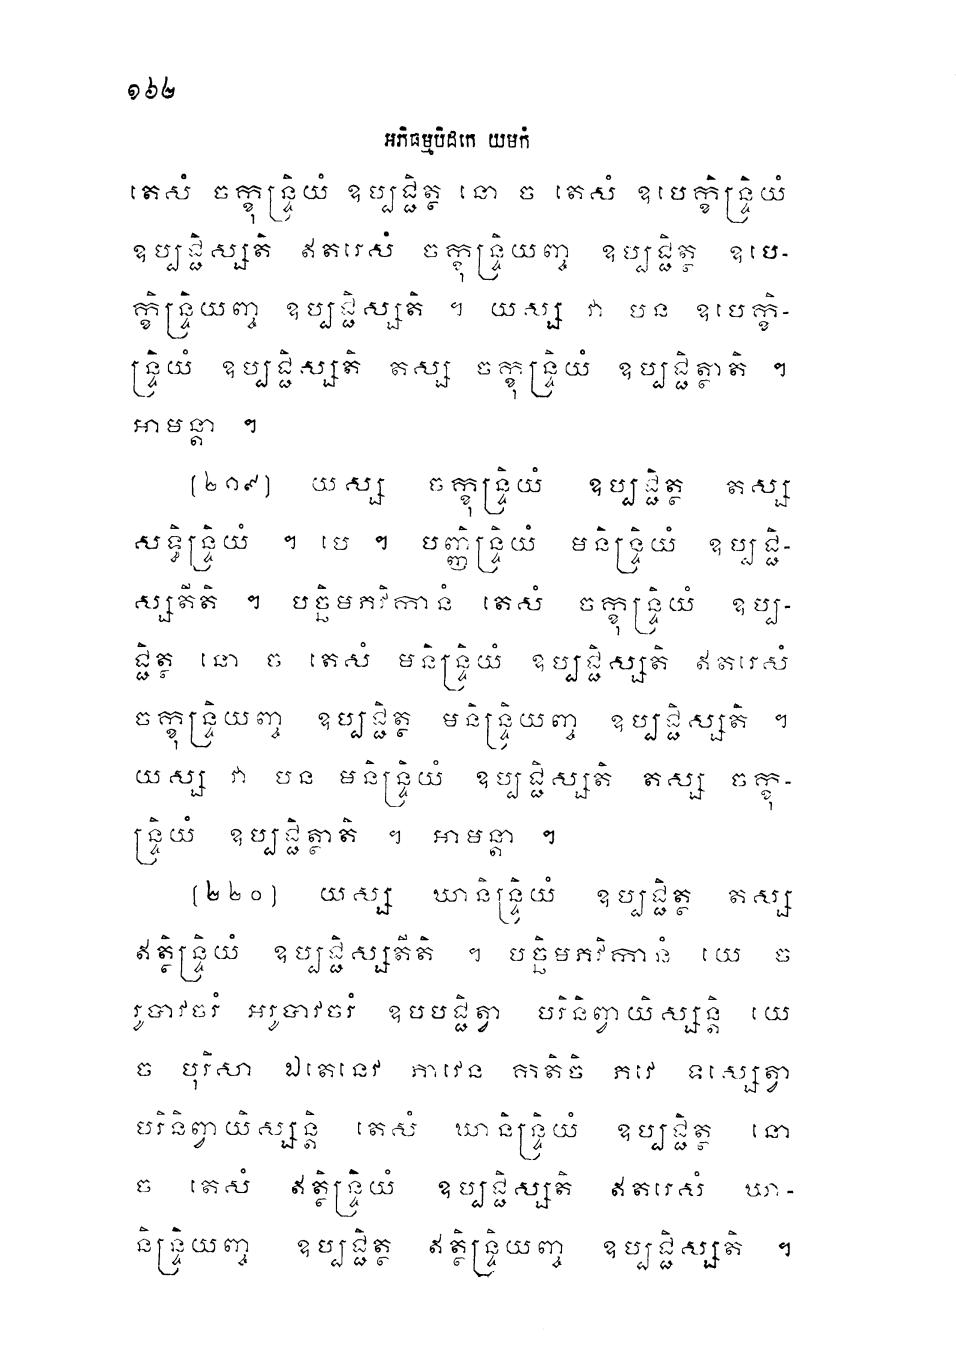 ១៦២
អភិធម្មបិដកេ យមកំ
តេសំ ចក្ខុន្ទ្រិយំ ឧប្បជ្ជិត្ថ នោ ច តេសំ ឧបេក្ខិន្ទ្រិយំ
ឧប្បជ្ជិស្សតិ ឥតរេសំ ចក្ខុន្ទ្រិយញ្ច ឧប្បជ្ជិត្ថ ឧបេ-
ក្ខិន្ទ្រិយញ្ច ឧប្បជ្ជិស្សតិ ។ យស្ស វា បន ឧបេក្ខិ-
ន្ទ្រិយំ ឧប្បជ្ជិស្សតិ តស្ស ចក្ខុន្ទ្រិយំ ឧប្បជ្ជិត្ថាតិ ។
អាមន្តា ។
(២១៩) យស្ស ចក្ខុន្ទ្រិយំ ឧប្បជ្ជិត្ថ តស្ស
សទ្ធិន្ទ្រិយំ ។ បេ ។ បញ្ញិន្ទ្រិយំ មនិន្ទ្រិយំ ឧប្បជ្ជិ-
ស្សតីតិ ។ បច្ឆិមភវិកានំ តេសំ ចក្ខុន្ទ្រិយំ ឧប្ប-
ជ្ជិត្ថ នោ ច តេសំ មនិន្ទ្រិយំ ឧប្បជ្ជិស្សតិ ឥតរេសំ
ចក្ខុន្ទ្រិយញ្ច ឧប្បជ្ជិត្ថ មនិន្ទ្រិយញ្ច ឧប្បជ្ជិស្សតិ ។
យស្ស វា បន មនិន្ទ្រិយំ ឧប្បជ្ជិស្សតិ តស្ស ចក្ខុ-
ន្ទ្រិយំ ឧប្បជ្ជិត្ថាតិ ។ អាមន្តា ។
(២២០) យស្ស ឃានិន្ទ្រិយំ ឧប្បជ្ជិត្ថ តស្ស
ឥត្ថិន្ទ្រិយំ ឧប្បជ្ជិស្សតីតិ ។ បច្ឆិមភវិកានំ យេ ច
រូបាវចរំ អរូបាវចរំ ឧបបជ្ជិត្វា បរិនិព្វាយិស្សន្តិ យេ
ច បុរិសា ឯតេនេវ ភាវេន កាតិចិ ភវេ ទស្សេត្វា
បរិនិព្វាយិស្សន្តិ តេសំ ឃានិន្ទ្រិយំ ឧប្បជ្ជិត្ថ នោ
ច តេសំ ឥត្ថិន្ទ្រិយំ ឧប្បជ្ជិស្សតិ ឥតរេសំ ឃា-
និន្ទ្រិយញ្ច ឧប្បជ្ជិត្ថ ឥត្ថិន្ទ្រិយញ្ច ឧប្បជ្ជិស្សតិ ។